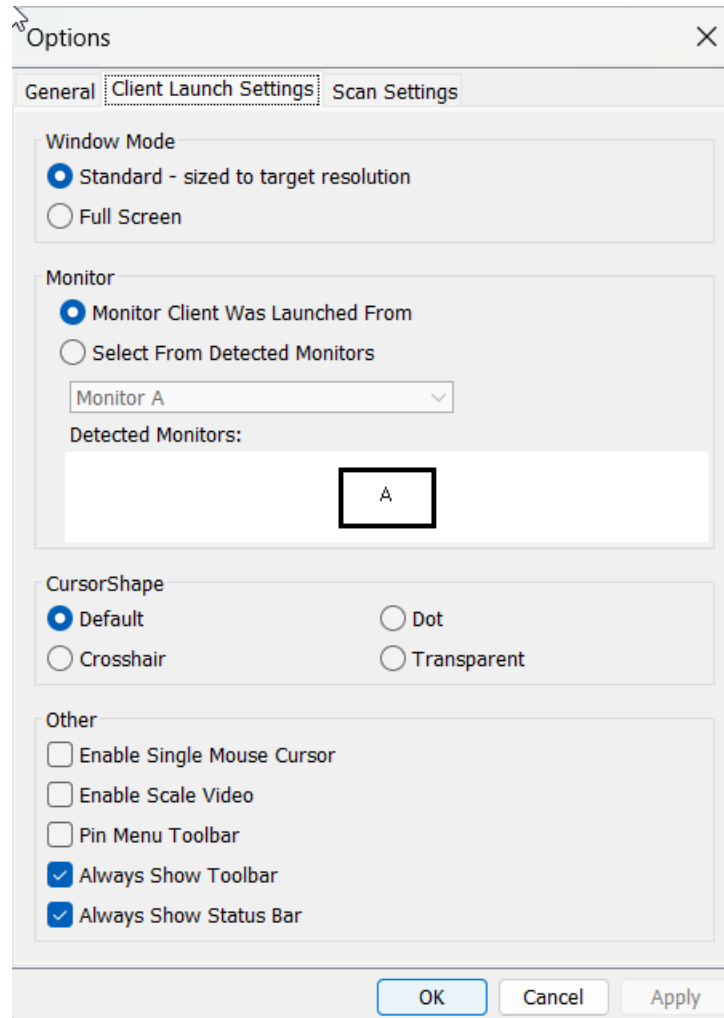 Options
General Client Launch Settings Scan Settings
Window Mode
Standard - sized to target resolution
Full Screen
Monitor
Monitor Client Was Launched From
Select From Detected Monitors
Monitor A
Detected Monitors:
A
CursorShape
Default Dot
Crosshair Transparent
Other
Enable Single Mouse Cursor
Enable Scale Video
Pin Menu Toolbar
Always Show Toolbar
Always Show Status Bar
OK Cancel Apply